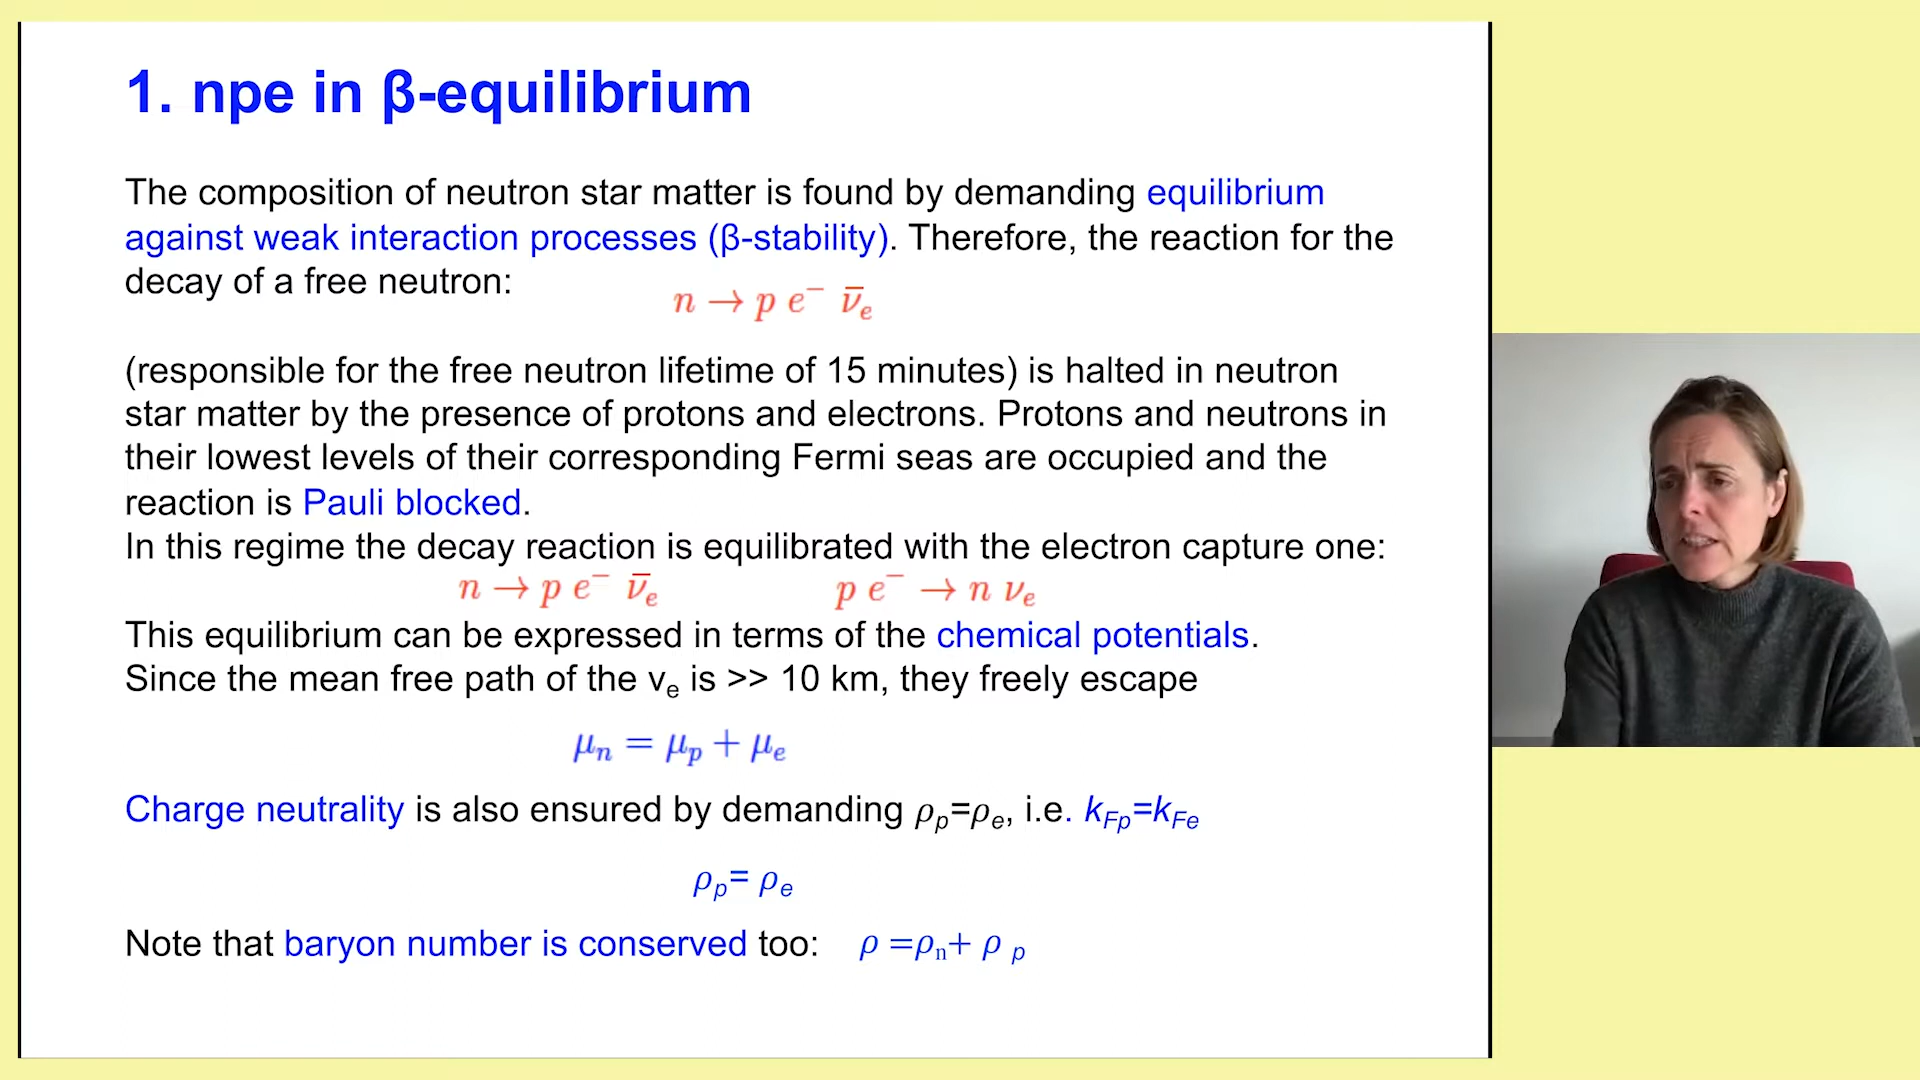 1. npe in β-equilibrium
The composition of neutron star matter is found by demanding equilibrium
against weak interaction processes (β-stability). Therefore, the reaction for the
decay of a free neutron:
n → p e⁻ ν̄ₑ
(responsible for the free neutron lifetime of 15 minutes) is halted in neutron
star matter by the presence of protons and electrons. Protons and neutrons in
their lowest levels of their corresponding Fermi seas are occupied and the
reaction is Pauli blocked.
In this regime the decay reaction is equilibrated with the electron capture one:
n → p e⁻ ν̄ₑ p e⁻ → n νₑ
This equilibrium can be expressed in terms of the chemical potentials.
Since the mean free path of the νₑ is >> 10 km, they freely escape
μₙ = μₚ + μₑ
Charge neutrality is also ensured by demanding ρₚ=ρₑ, i.e. k_Fp=k_Fe
ρₚ= ρₑ
Note that baryon number is conserved too: ρ =ρₙ+ ρ ₚ